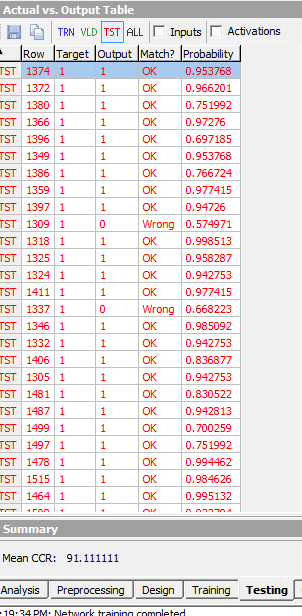 Actual vs. Output Table
TRN VLD TST ALL Inputs Activations
Row Target Output Match? Probability
TST 1374 1 1 OK 0.953768
TST 1372 1 1 OK 0.966201
TST 1380 1 1 OK 0.751992
TST 1366 1 1 OK 0.97276
TST 1396 1 1 OK 0.697185
TST 1349 1 1 OK 0.953768
TST 1386 1 1 OK 0.766724
TST 1359 1 1 OK 0.977415
TST 1397 1 1 OK 0.94726
TST 1309 1 0 Wrong 0.574971
TST 1318 1 1 OK 0.998513
TST 1325 1 1 OK 0.958287
TST 1324 1 1 OK 0.942753
TST 1411 1 1 OK 0.977415
TST 1337 1 0 Wrong 0.668223
TST 1346 1 1 OK 0.985092
TST 1332 1 1 OK 0.942753
TST 1406 1 1 OK 0.836877
TST 1305 1 1 OK 0.942753
TST 1481 1 1 OK 0.830522
TST 1487 1 1 OK 0.942813
TST 1499 1 1 OK 0.700259
TST 1497 1 1 OK 0.751992
TST 1478 1 1 OK 0.994462
TST 1515 1 1 OK 0.984626
TST 1464 1 1 OK 0.995132
Summary
Mean CCR: 91.111111
Analysis Preprocessing Design Training Testing
:19:34 PM: Network training completed